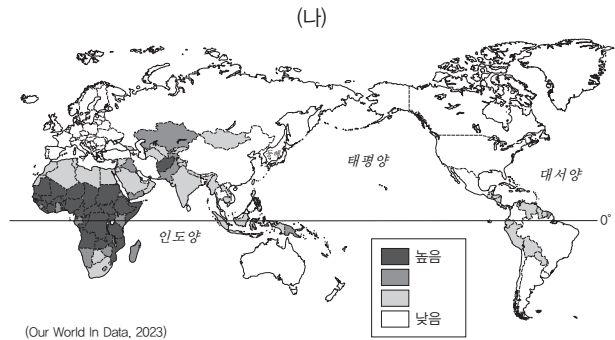 (나)
태평양
대서양
0°
인도양
높음
낮음
(Our World In Data, 2023)